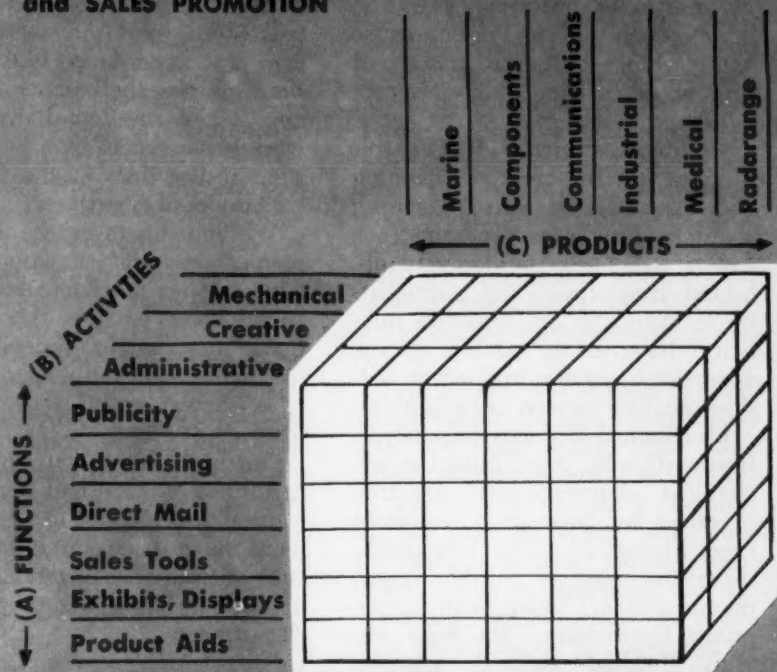 and SALES PROMOTION
Marine
Components
Communications
Industrial
Medical
Radarange
(C) PRODUCTS
(B) ACTIVITIES
Mechanical
Creative
Administrative
(A) FUNCTIONS
Publicity
Advertising
Direct Mail
Sales Tools
Exhibits, Displays
Product Aids